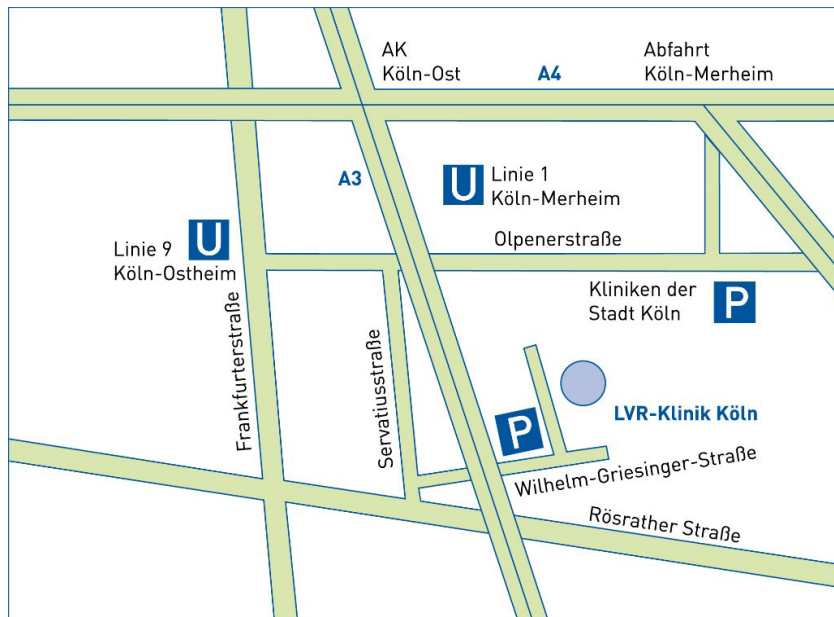 AK
Köln-Ost
A4
Abfahrt
Köln-Merheim
A3
U
Linie 1
Köln-Merheim
Linie 9
Köln-Ostheim
U
Olpenerstraße
Kliniken der
Stadt Köln
P
Frankfurterstraße
Servatiusstraße
P
LVR-Klinik Köln
Wilhelm-Griesinger-Straße
Rösrather Straße